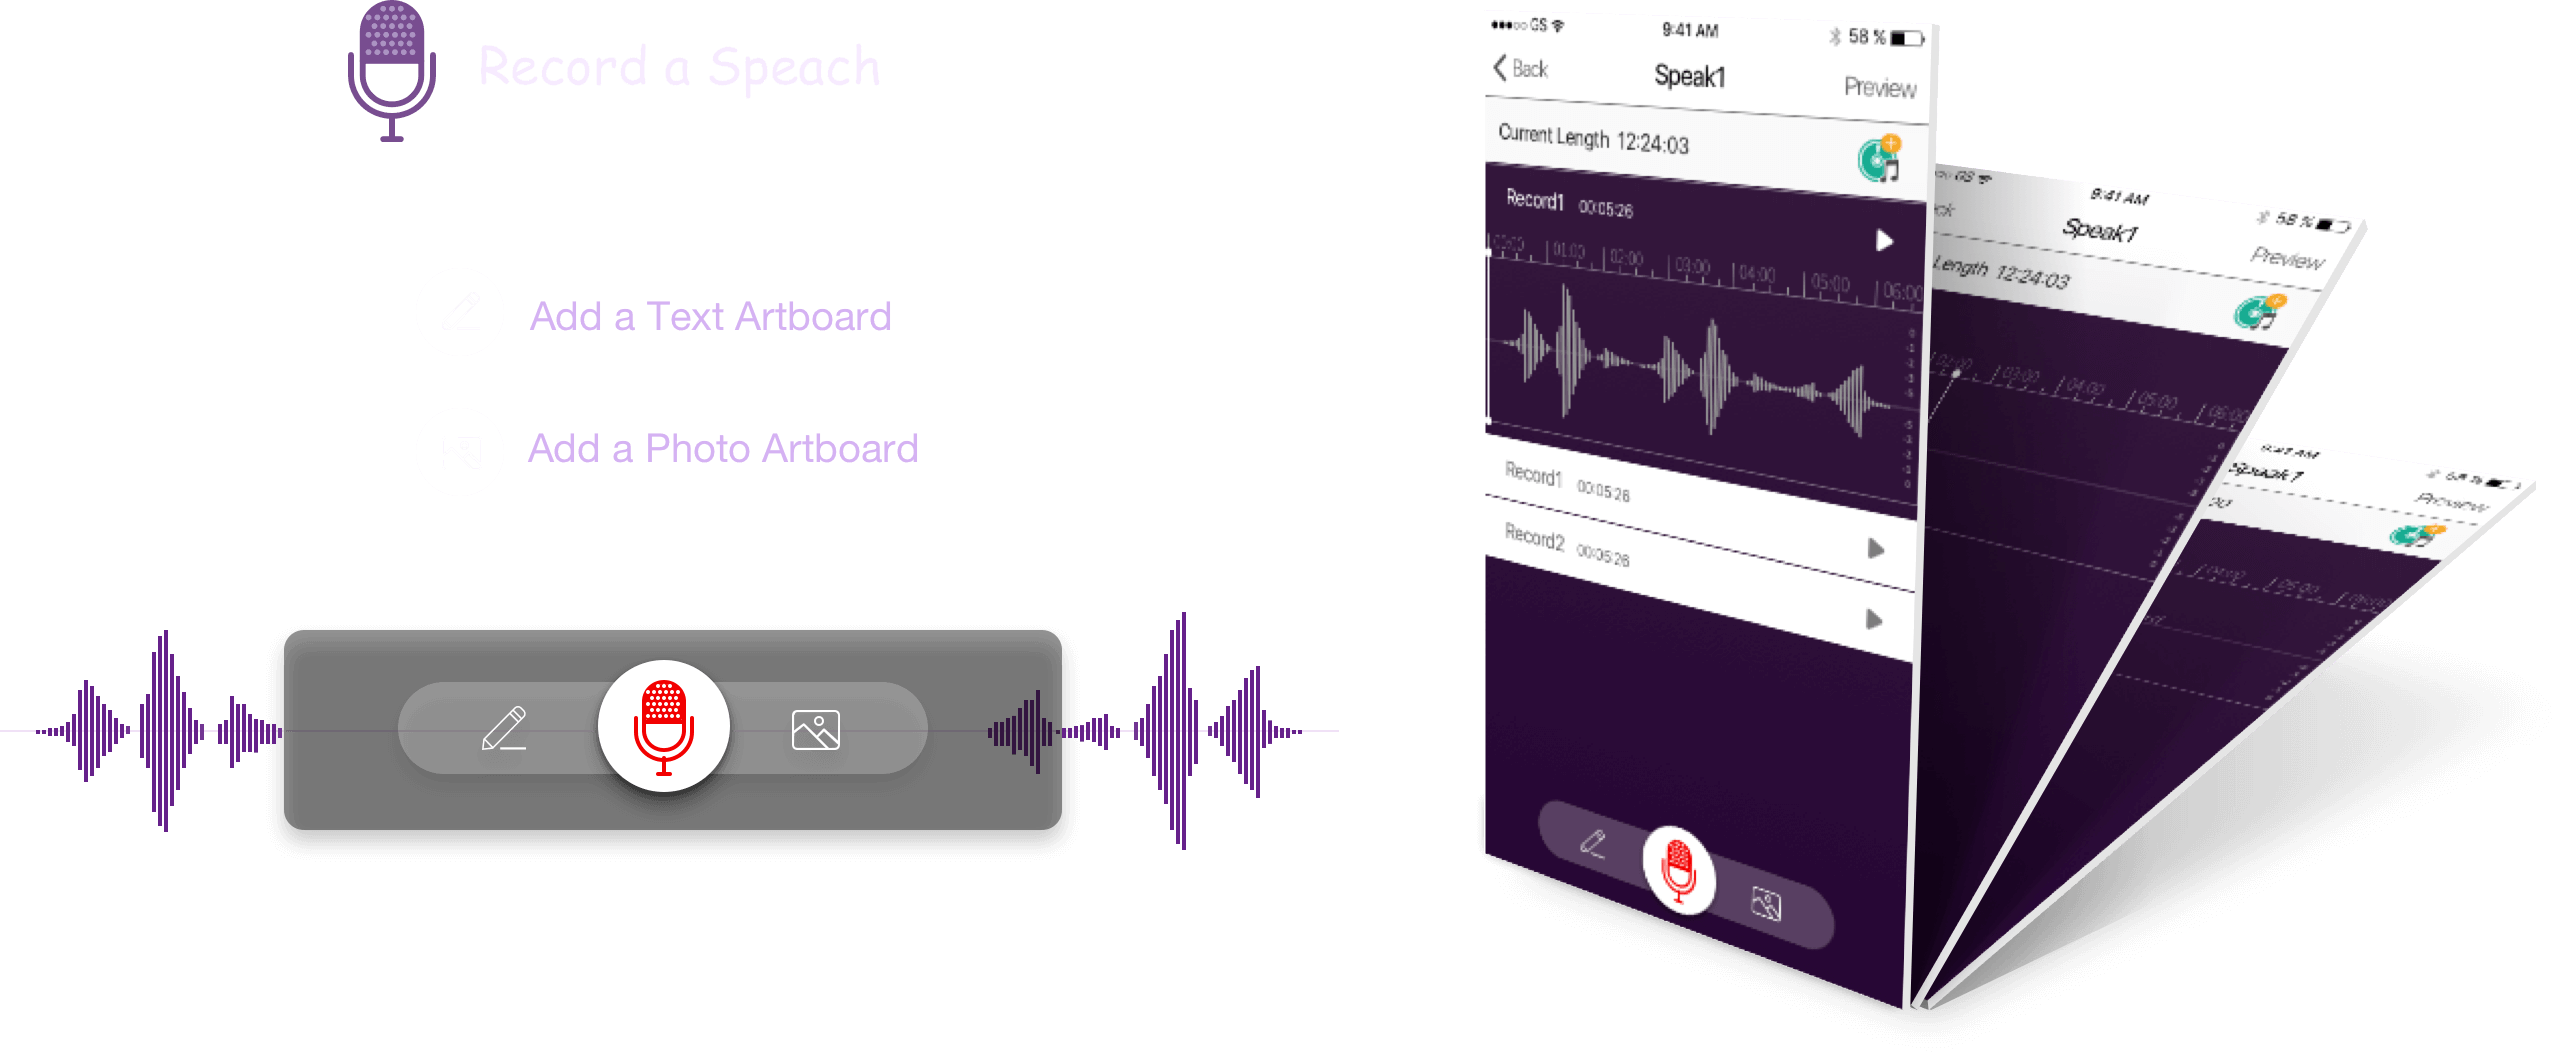 Record a Speach
Add a Text Artboard
Add a Photo Artboard
GS 9:41 AM 58 %
Back Speak1 Preview
Current Length 12:24:03
Record1 00:05:26
00:00 01:00 02:00 03:00 04:00 05:00 06:00
Record1 00:05:26
Record2 00:05:26
GS 9:41 AM 58 %
Speak1 Preview
Length 12:24:03
02:00 03:00 04:00 05:00 06:00
9:41 AM 58 %
Speak1 Preview
04:00 05:00 06:00